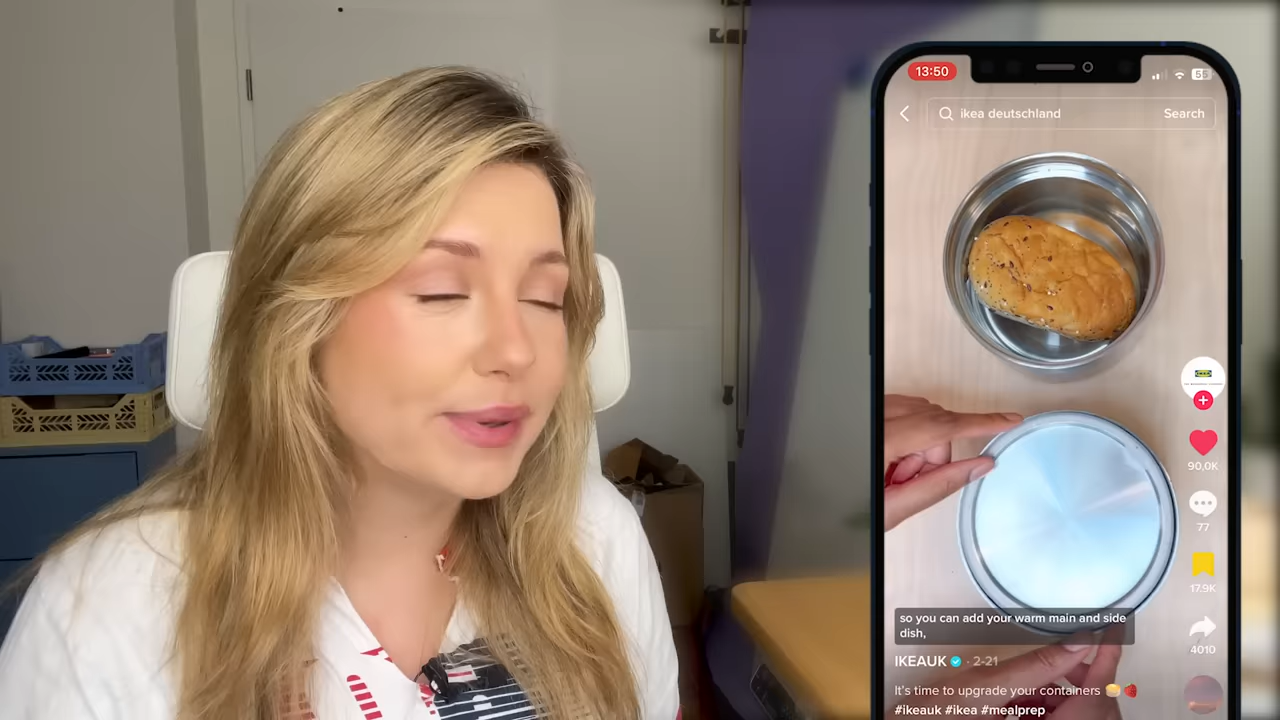 13:50
55
ikea deutschland
Search
90,0K
77
17.9K
4010
so you can add your warm main and side
dish,
IKEAUK · 2-21
It's time to upgrade your containers
#ikeauk #ikea #mealprep